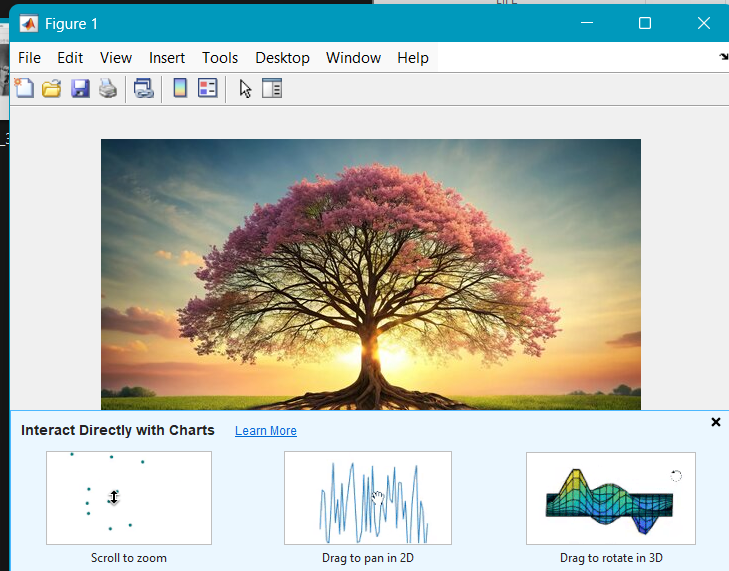 Figure 1
File Edit View Insert Tools Desktop Window Help
Interact Directly with Charts Learn More
Scroll to zoom Drag to pan in 2D Drag to rotate in 3D